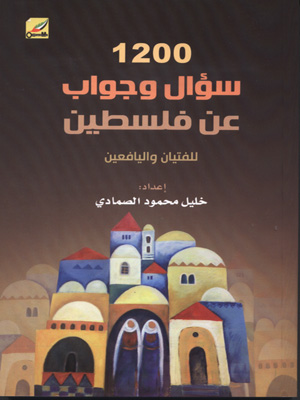 1200
سؤال وجواب
عن فلسطين
للفتيان واليافعين
إعداد:
خليل محمود الصمادي